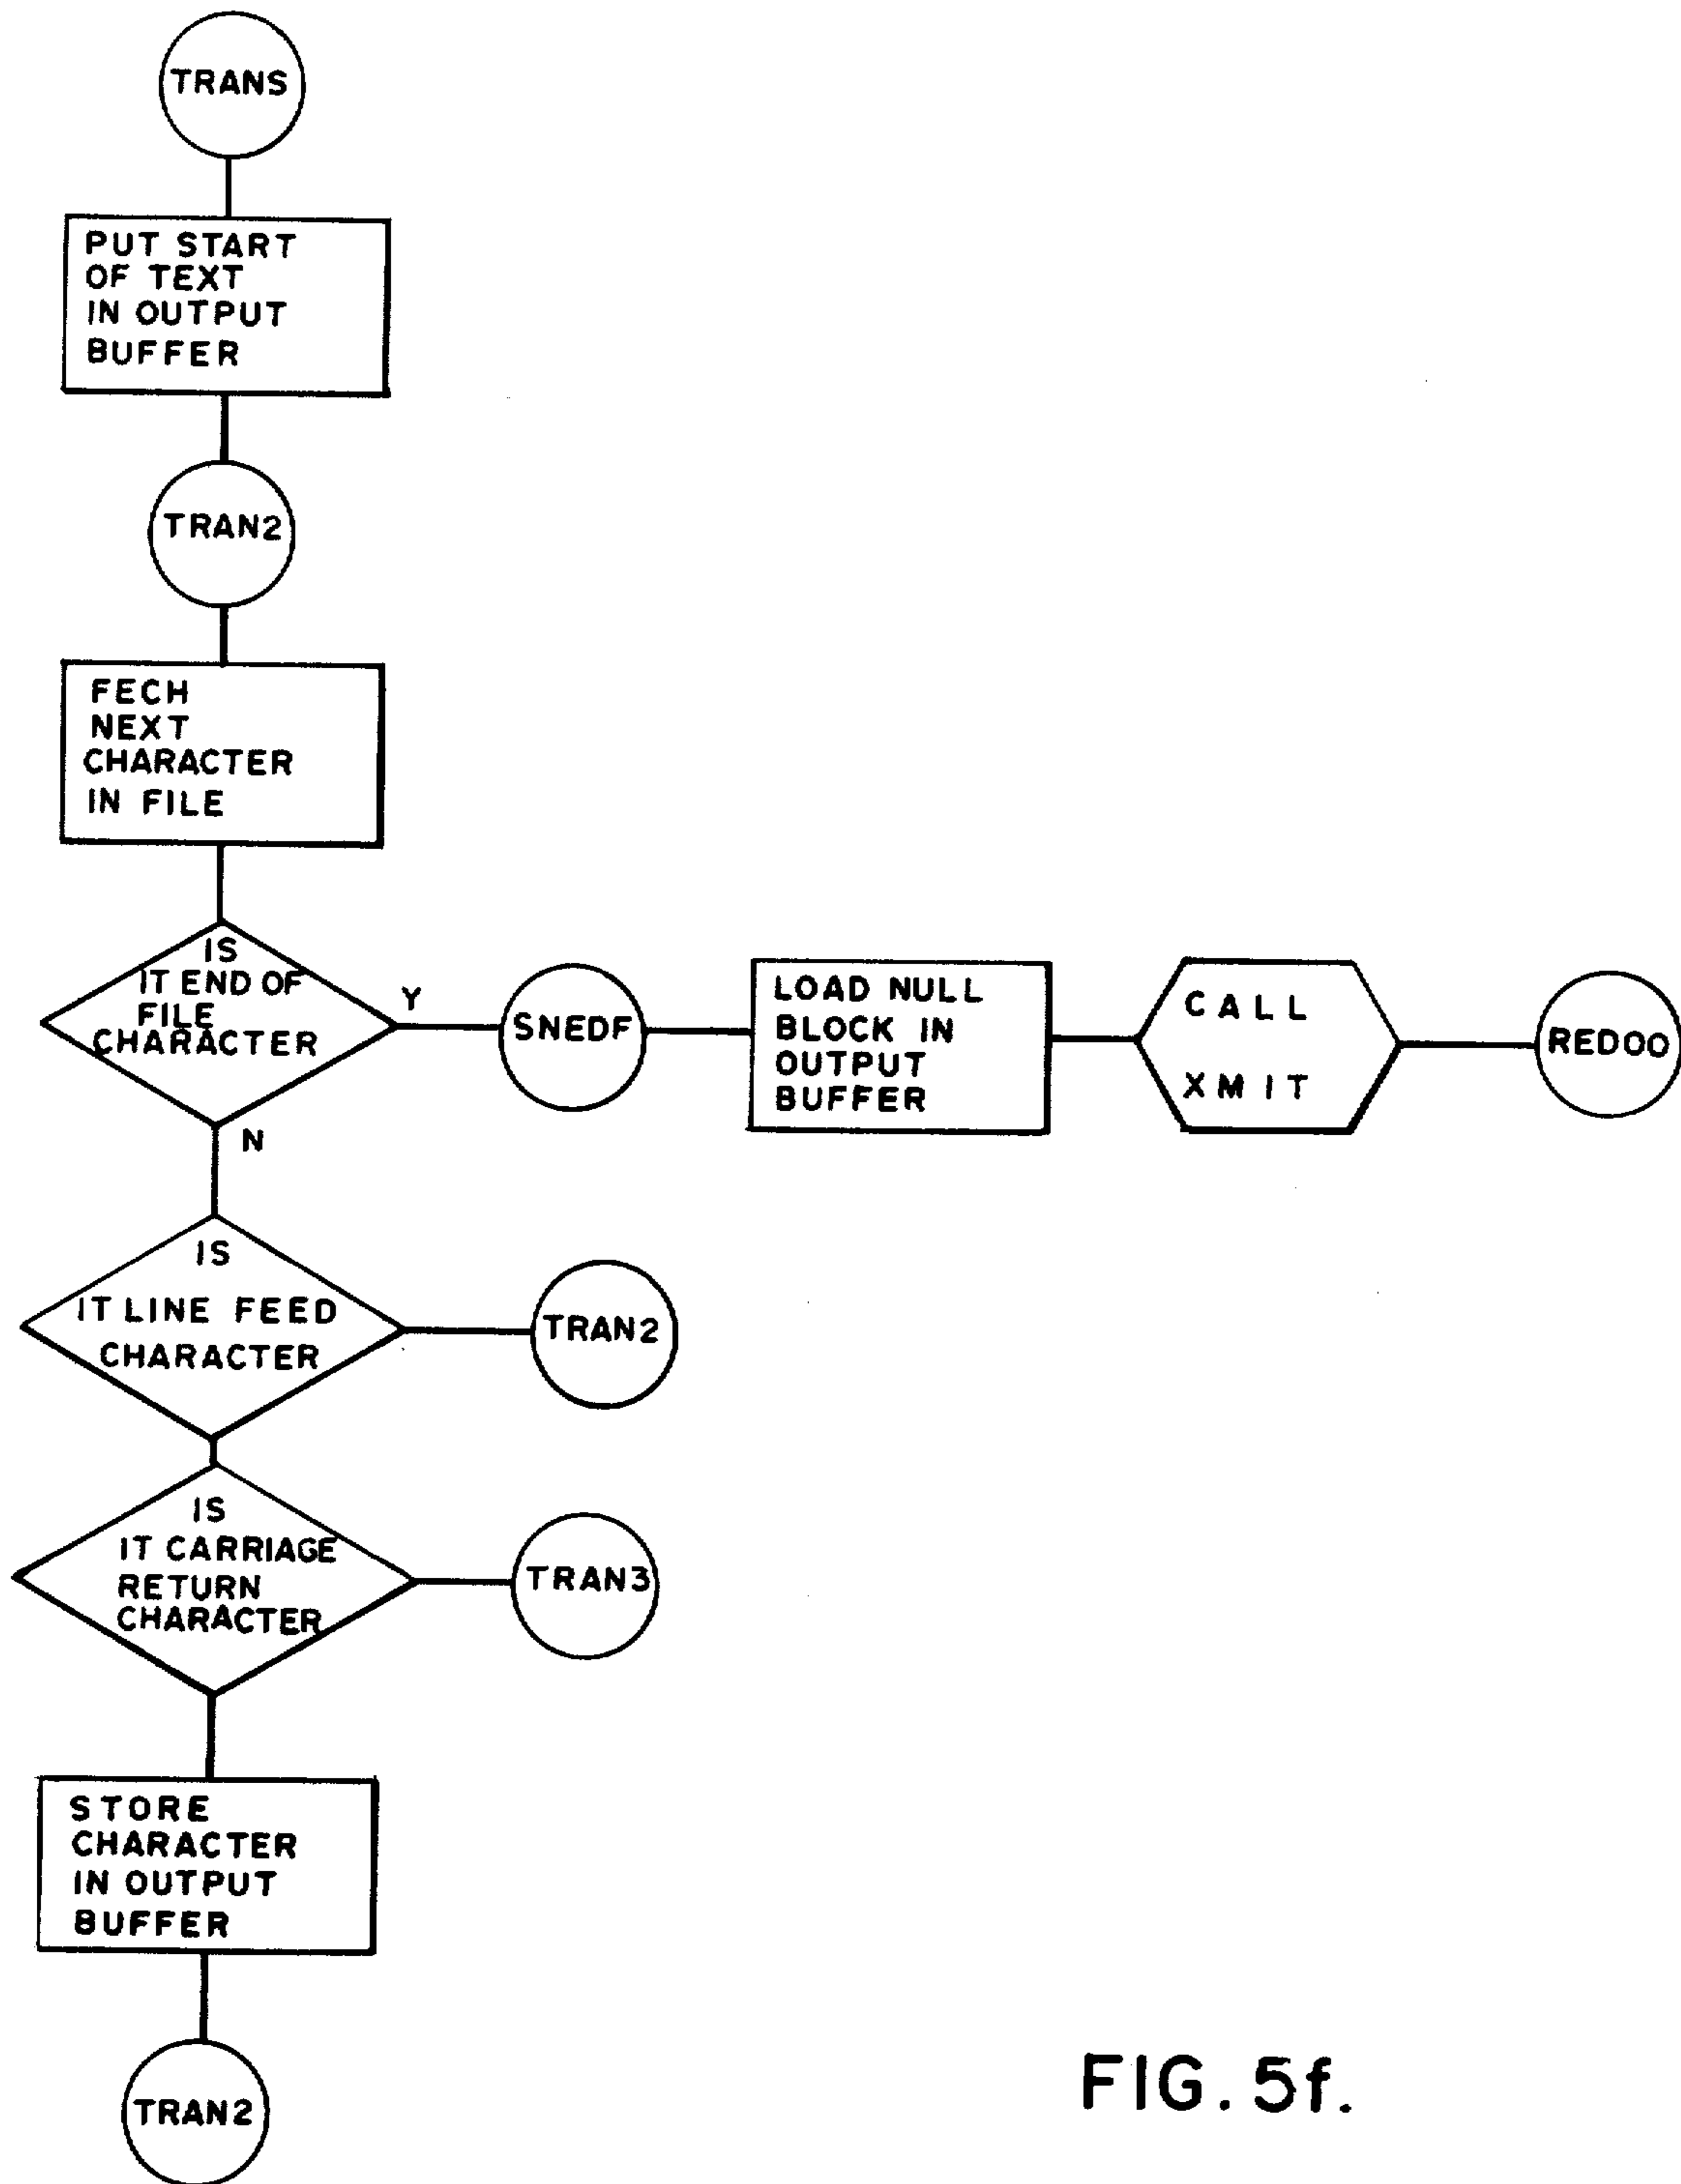 TRANS
PUT START
OF TEXT
IN OUTPUT
BUFFER
TRAN2
FECH
NEXT
CHARACTER
IN FILE
IS
IT END OF
FILE
CHARACTER
Y
SNEDF
LOAD NULL
BLOCK IN
OUTPUT
BUFFER
CALL
XMIT
REDOO
N
IS
IT LINE FEED
CHARACTER
TRAN2
IS
IT CARRIAGE
RETURN
CHARACTER
TRAN3
STORE
CHARACTER
IN OUTPUT
BUFFER
TRAN2
FIG. 5f.